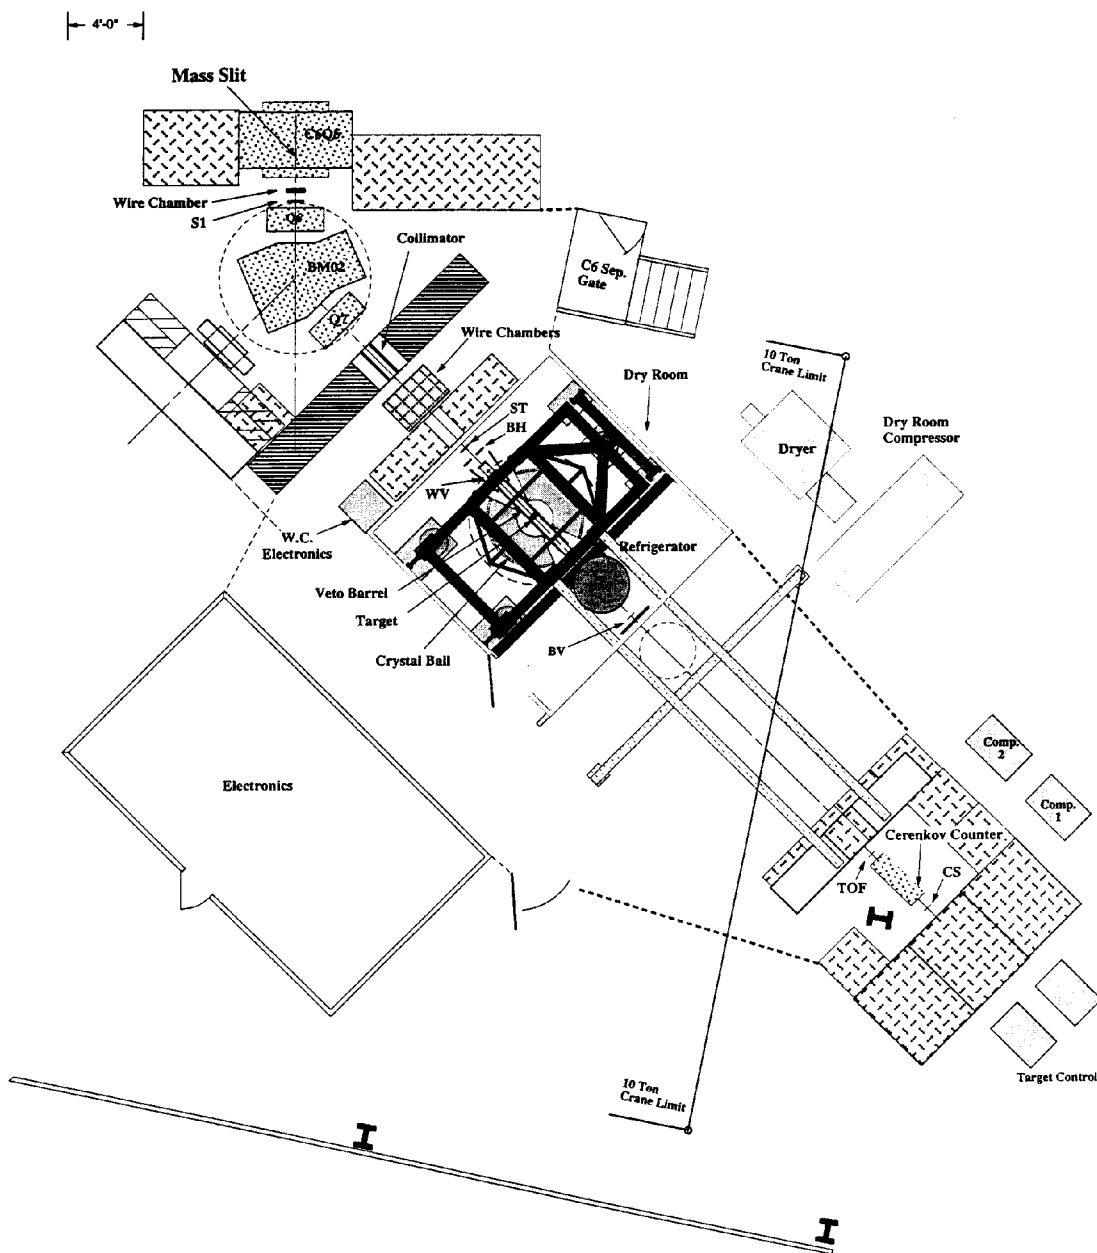 4'-0"
Mass Slit
C6Q5
Wire Chamber
S1
Q6
Collimator
BM02
C6 Sep.
Gate
Q7
Wire Chambers
10 Ton
Crane Limit
Dry Room
ST
BH
Dry Room
Compressor
Dryer
WV
W.C.
Electronics
Refrigerator
Veto Barrel
Target
BV
Crystal Ball
Comp.
2
Electronics
Comp.
1
Cerenkov Counter
TOF
CS
Target Control
10 Ton
Crane Limit